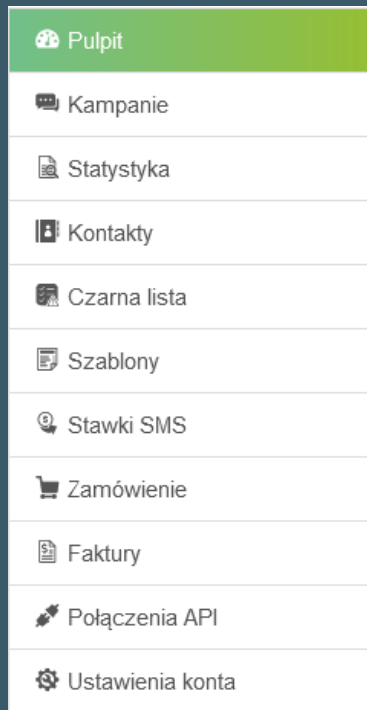 Pulpit
Kampanie
Statystyka
Kontakty
Czarna lista
Szablony
Stawki SMS
Zamówienie
Faktury
Połączenia API
Ustawienia konta